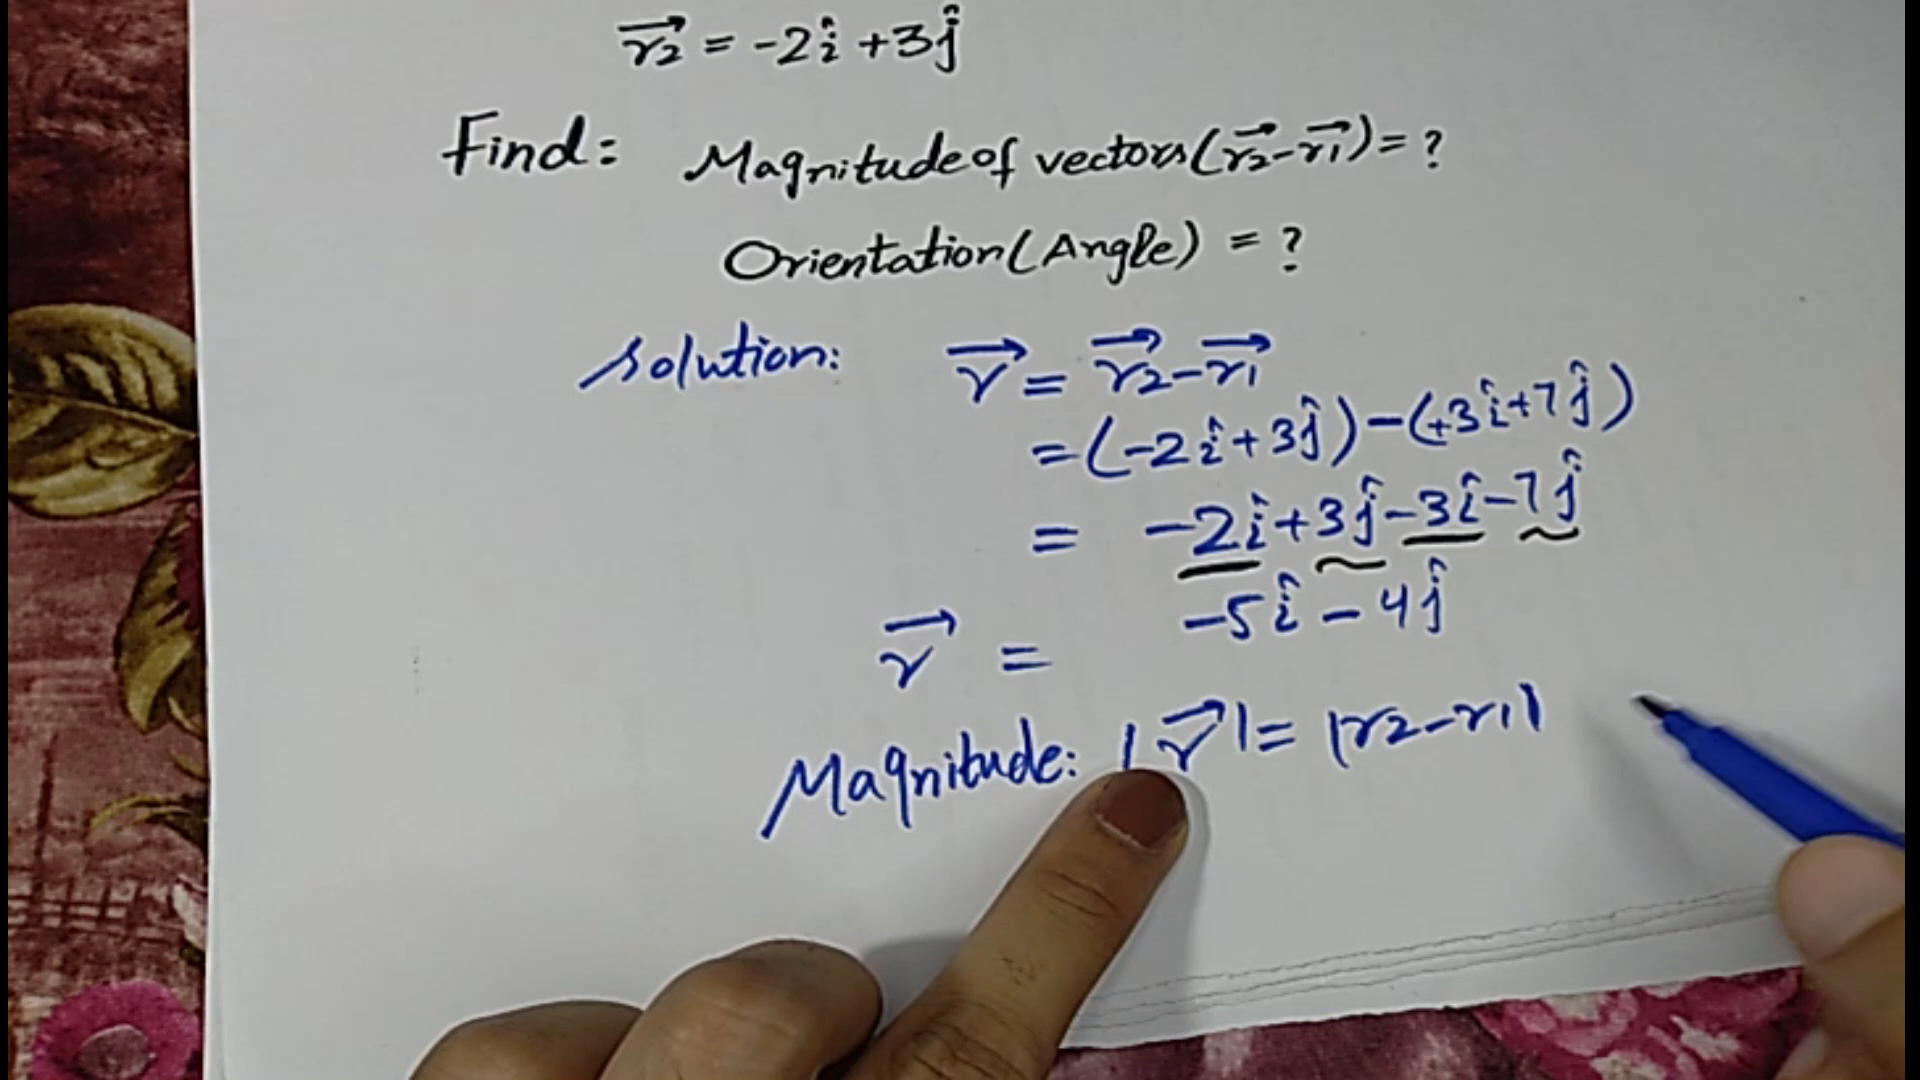 r⃗2 = -2î + 3ĵ
Find: Magnitude of vectors (r⃗2 - r⃗1) = ?
Orientation (Angle) = ?
Solution: r⃗ = r⃗2 - r⃗1
= (-2î + 3ĵ) - (+3î + 7ĵ)
= -2î + 3ĵ - 3î - 7ĵ
r⃗ = -5î - 4ĵ
Magnitude: |r⃗| = |r2 - r1|